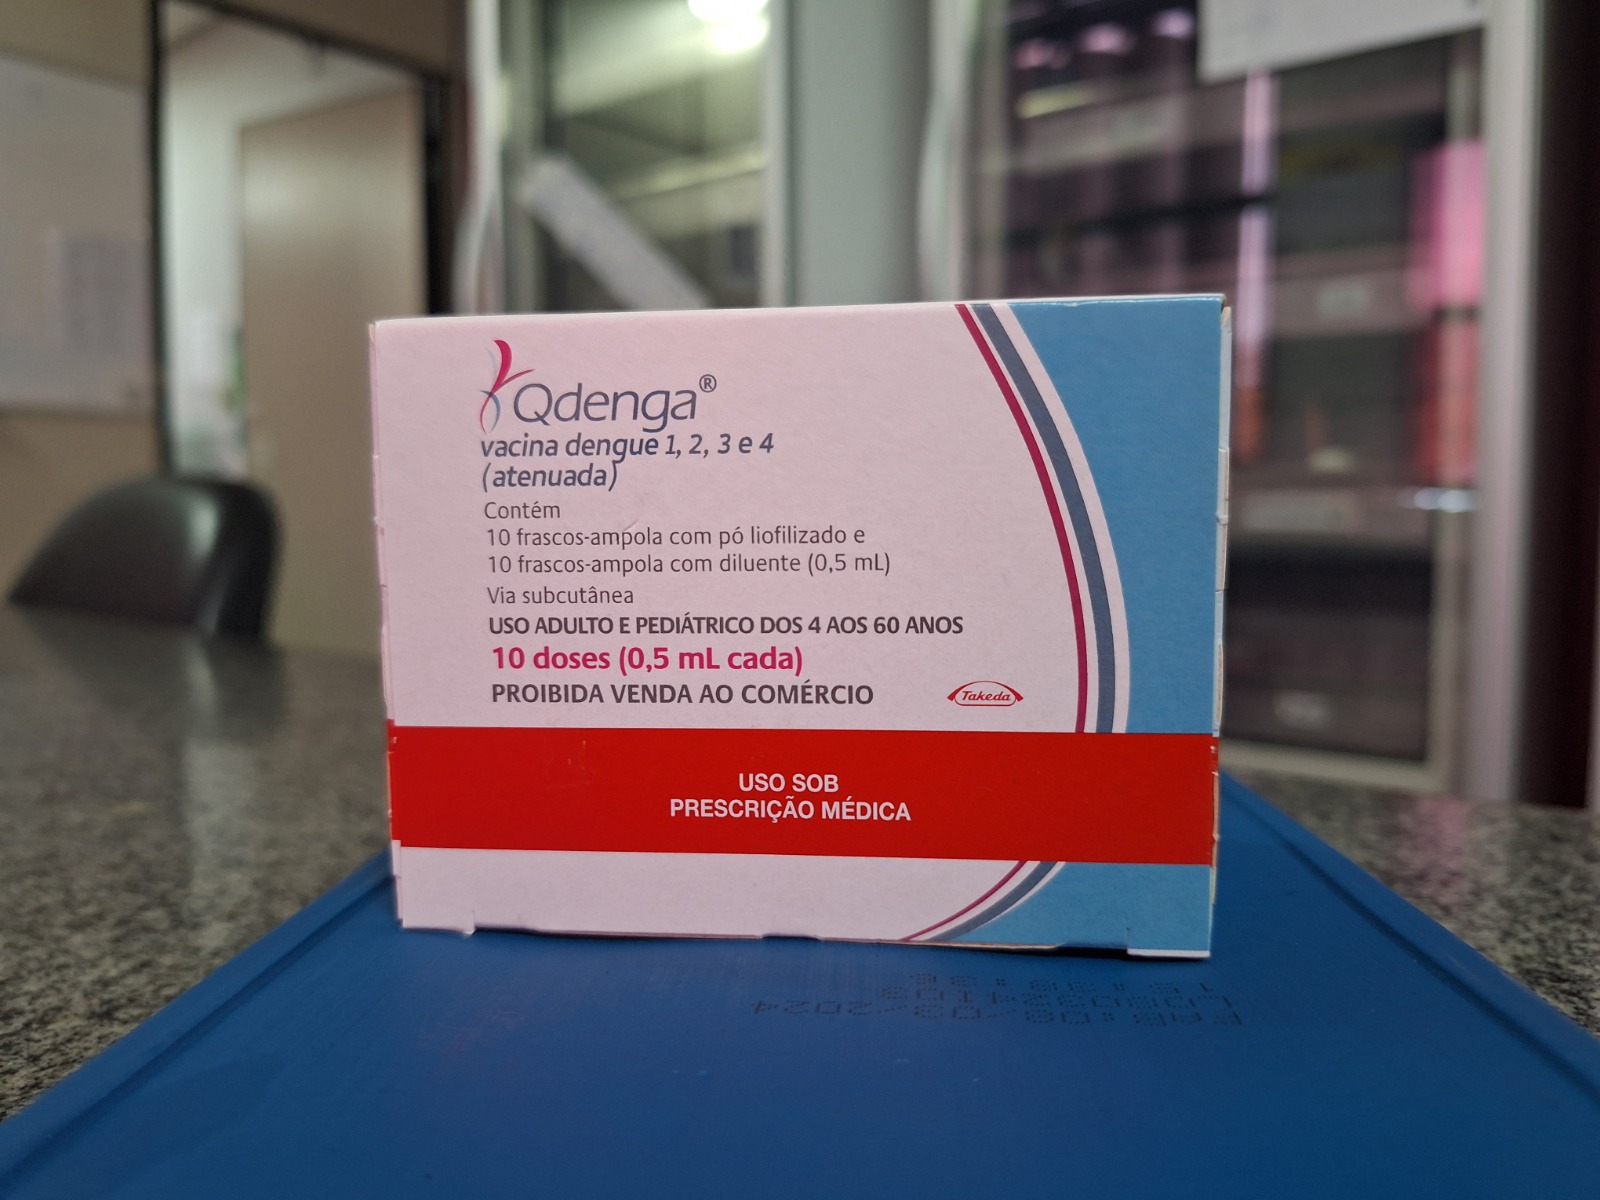 Qdenga®
vacina dengue 1, 2, 3 e 4
(atenuada)
Contém
10 frascos-ampola com pó liofilizado e
10 frascos-ampola com diluente (0,5 mL)
Via subcutânea
USO ADULTO E PEDIÁTRICO DOS 4 AOS 60 ANOS
10 doses (0,5 mL cada)
PROIBIDA VENDA AO COMÉRCIO
Takeda
USO SOB
PRESCRIÇÃO MÉDICA